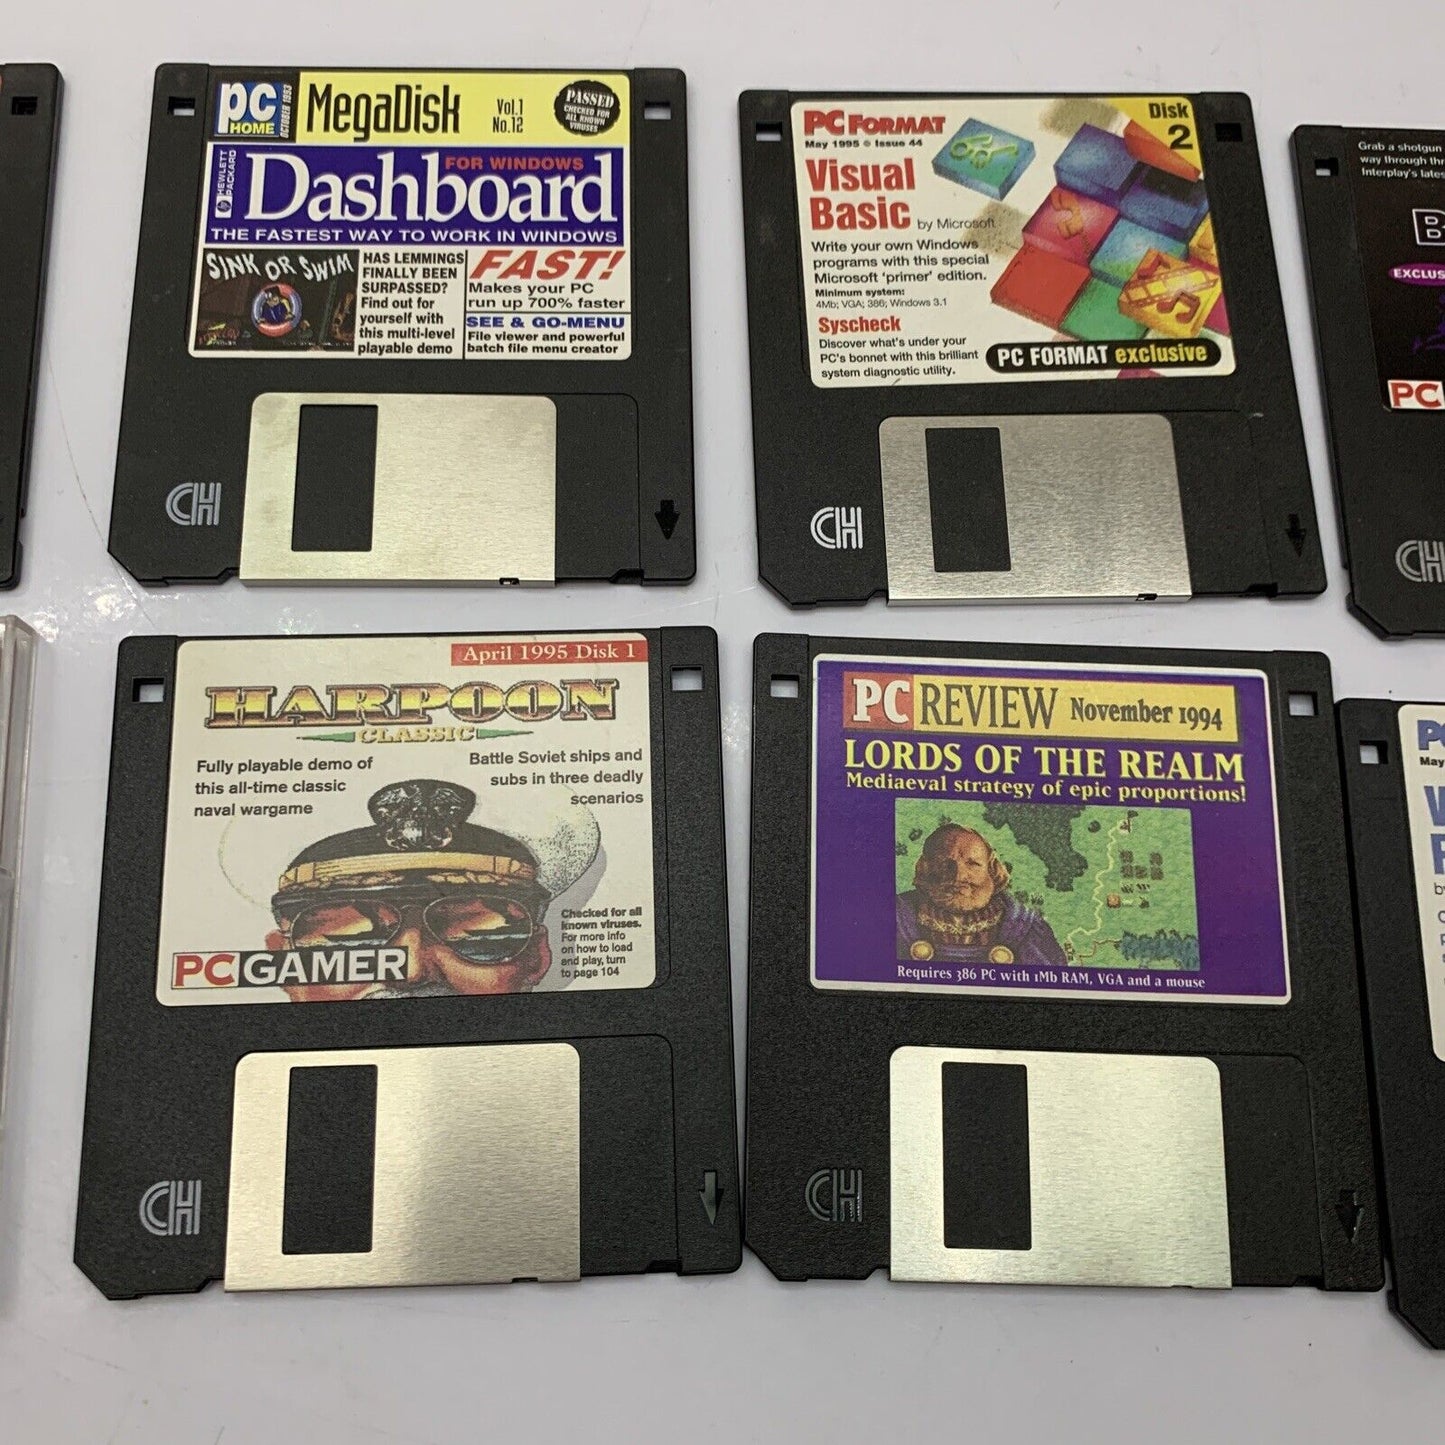 pc
HOME
OCTOBER 1993
MegaDisk
Vol.1
No.12
PASSED
CHECKED FOR
ALL KNOWN
VIRUSES
HEWLETT
PACKARD
hp
FOR WINDOWS
Dashboard
THE FASTEST WAY TO WORK IN WINDOWS
SINK OR SWIM
HAS LEMMINGS
FINALLY BEEN
SURPASSED?
Find out for
yourself with
this multi-level
playable demo
FAST!
Makes your PC
run up 700% faster
SEE & GO-MENU
File viewer and powerful
batch file menu creator
CH
PC FORMAT
May 1995 Issue 44
Disk
2
Visual
Basic by Microsoft
Write your own Windows
programs with this special
Microsoft 'primer' edition.
Minimum system:
4Mb; VGA; 386; Windows 3.1
Syscheck
Discover what's under your
PC's bonnet with this brilliant
system diagnostic utility.
PC FORMAT exclusive
CH
Grab a shotgun
way through
Interplay's
PC
CH
April 1995 Disk 1
HARPOON
CLASSIC
Fully playable demo of
this all-time classic
naval wargame
Battle Soviet ships and
subs in three deadly
scenarios
Checked for all
known viruses.
For more info
on how to load
and play, turn
to page 104
PC GAMER
CH
PC REVIEW November 1994
LORDS OF THE REALM
Mediaeval strategy of epic proportions!
Requires 386 PC with 1Mb RAM, VGA and a mouse
CH
May